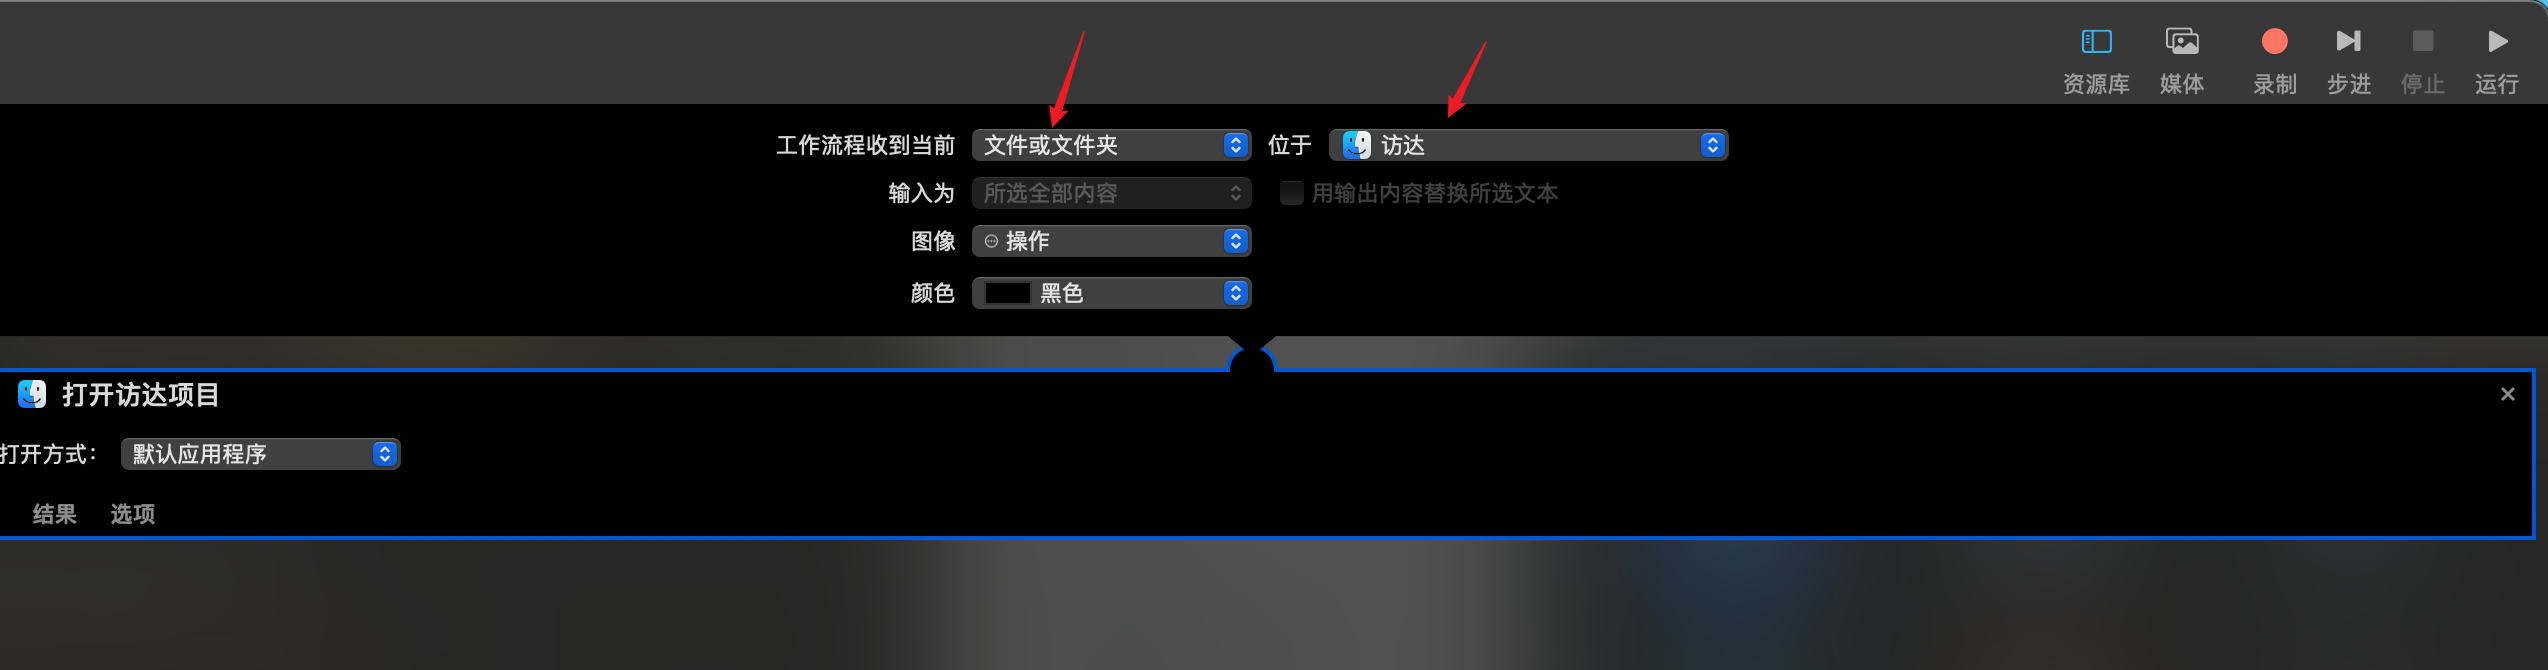 资源库 媒体 录制 步进 停止 运行
工作流程收到当前 文件或文件夹 位于 访达
输入为 所选全部内容 用输出内容替换所选文本
图像 操作
颜色 黑色
打开访达项目
打开方式： 默认应用程序
结果 选项